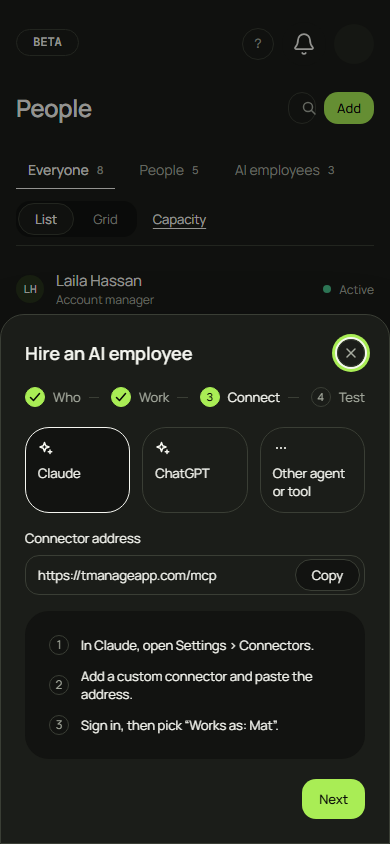 BETA
?
People
Add
Everyone 8
People 5
AI employees 3
List
Grid
Capacity
LH
Laila Hassan
Account manager
Active
Hire an AI employee
Who
Work
3 Connect
4 Test
Claude
ChatGPT
Other agent
or tool
Connector address
https://tmanageapp.com/mcp
Copy
1 In Claude, open Settings > Connectors.
2 Add a custom connector and paste the
address.
3 Sign in, then pick “Works as: Mat”.
Next